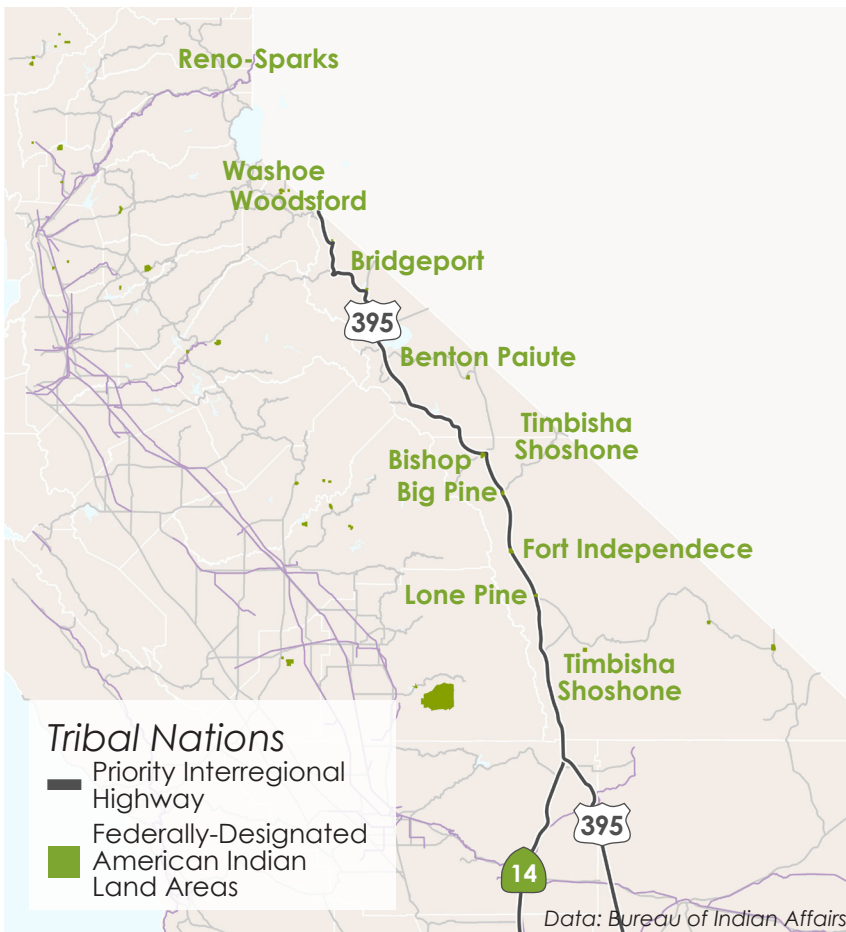 Reno-Sparks
Washoe
Woodsford
Bridgeport
395
Benton Paiute
Timbisha
Shoshone
Bishop
Big Pine
Fort Independece
Lone Pine
Timbisha
Shoshone
Tribal Nations
Priority Interregional
Highway
Federally-Designated
American Indian
Land Areas
395
14
Data: Bureau of Indian Affairs